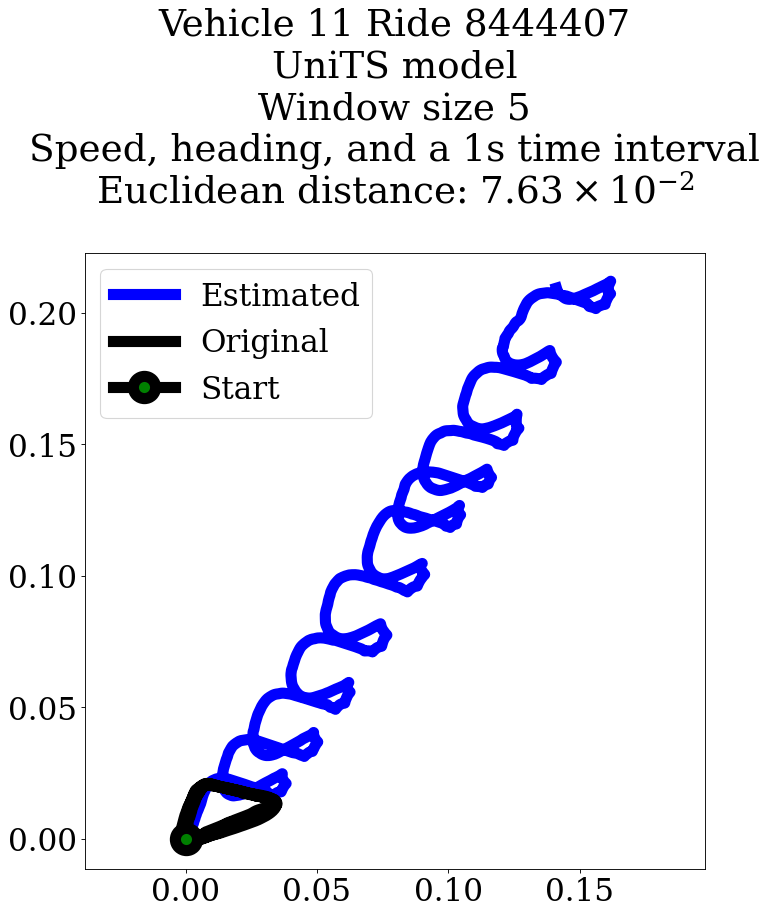 Vehicle 11 Ride 8444407
UniTS model
Window size 5
Speed, heading, and a 1s time interval
Euclidean distance: 7.63 × 10⁻²
Estimated
Original
Start
0.20
0.15
0.10
0.05
0.00
0.00 0.05 0.10 0.15